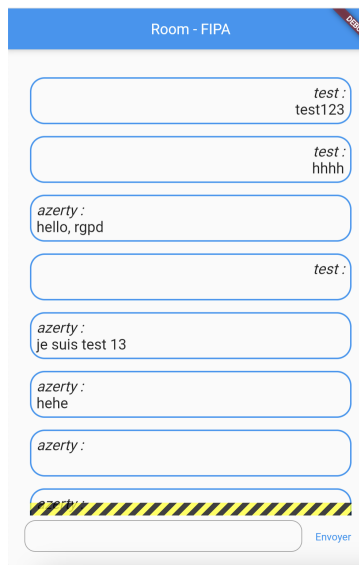 Room - FIPA
test :
test123
test :
hhhh
azerty :
hello, rgpd
test :
azerty :
je suis test 13
azerty :
hehe
azerty :
azerty :
Envoyer